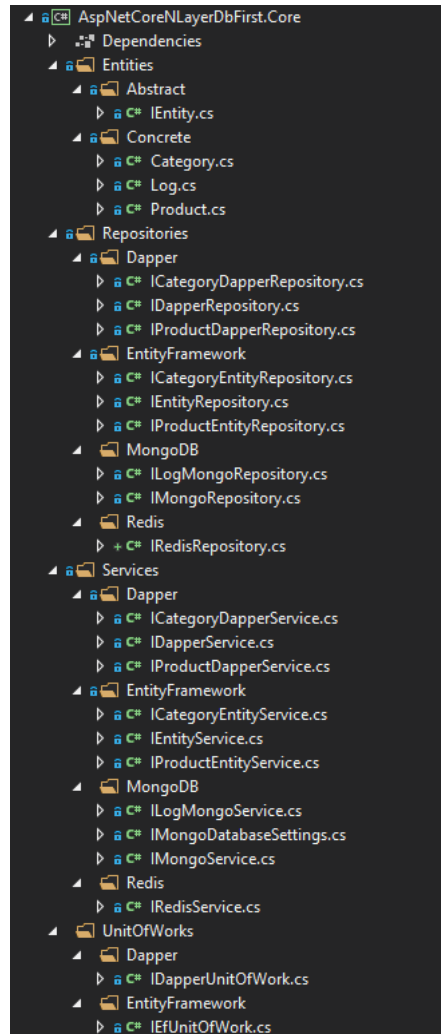 C# AspNetCoreNLayerDbFirst.Core
Dependencies
Entities
Abstract
C# IEntity.cs
Concrete
C# Category.cs
C# Log.cs
C# Product.cs
Repositories
Dapper
C# ICategoryDapperRepository.cs
C# IDapperRepository.cs
C# IProductDapperRepository.cs
EntityFramework
C# ICategoryEntityRepository.cs
C# IEntityRepository.cs
C# IProductEntityRepository.cs
MongoDB
C# ILogMongoRepository.cs
C# IMongoRepository.cs
Redis
+ C# IRedisRepository.cs
Services
Dapper
C# ICategoryDapperService.cs
C# IDapperService.cs
C# IProductDapperService.cs
EntityFramework
C# ICategoryEntityService.cs
C# IEntityService.cs
C# IProductEntityService.cs
MongoDB
C# ILogMongoService.cs
C# IMongoDatabaseSettings.cs
C# IMongoService.cs
Redis
C# IRedisService.cs
UnitOfWorks
Dapper
C# IDapperUnitOfWork.cs
EntityFramework
C# IEfUnitOfWork.cs